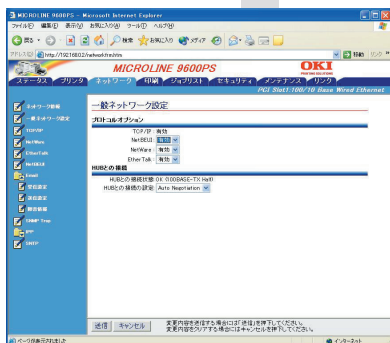 MICROLINE 9600PS - Microsoft Internet Explorer
ファイル(F) 編集(E) 表示(V) お気に入り(A) ツール(T) ヘルプ(H)
戻る 検索 お気に入り メディア
アドレス(D) 移動 リンク
MICROLINE 9600PS
OKI
ステータス プリンタ ネットワーク 印刷 ジョブリスト セキュリティ メンテナンス リンク
PCI Slot1:100/10 Base Wired Ethernet
ネットワーク情報
一般ネットワーク設定
TCP/IP
NetWare
EtherTalk
NetBEUI
Email
受信設定
送信設定
SNMP Trap
IPP
SNTP
一般ネットワーク設定
プロトコルオプション
TCP/IP: 有効
NetBEUI: 有効
NetWare: 有効
Ether Talk: 有効
HUBとの接続
HUBとの接続状態: OK (100BASE-TX Half)
HUBとの接続の設定: Auto Negotiation
送信 キャンセル
変更内容を送信する場合には「送信」を押下してください。
変更内容をクリアする場合にはキャンセルを押下してください。
ページが表示されました
インターネット